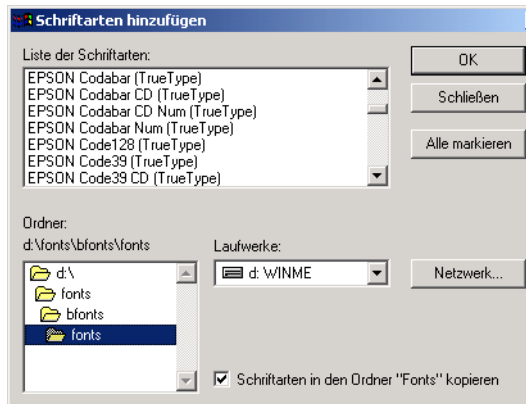 Schriftarten hinzufügen
Liste der Schriftarten:
EPSON Codabar (TrueType)
EPSON Codabar CD (TrueType)
EPSON Codabar CD Num (TrueType)
EPSON Codabar Num (TrueType)
EPSON Code128 (TrueType)
EPSON Code39 (TrueType)
EPSON Code39 CD (TrueType)
OK
Schließen
Alle markieren
Ordner:
d:\fonts\bfonts\fonts
d:\
fonts
bfonts
fonts
Laufwerke:
d: WINME
Netzwerk...
Schriftarten in den Ordner "Fonts" kopieren